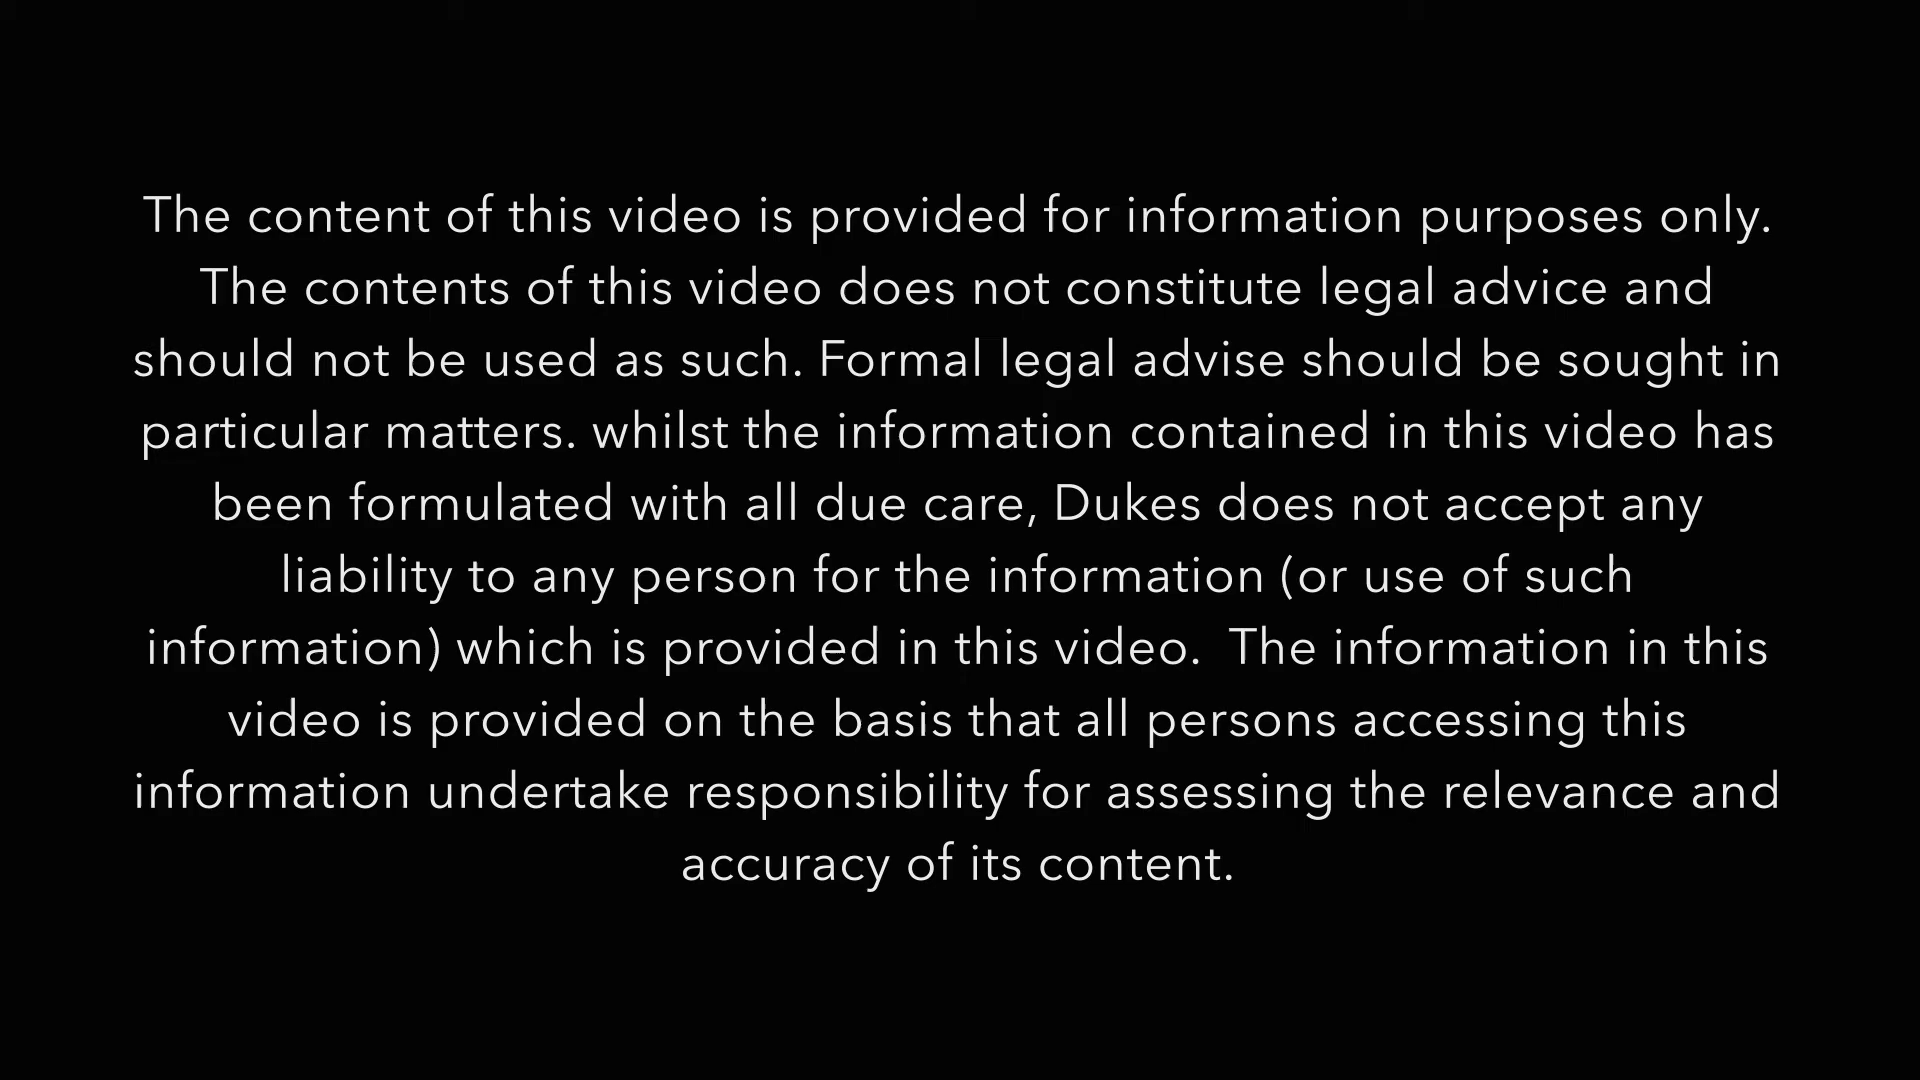 The content of this video is provided for information purposes only.
The contents of this video does not constitute legal advice and
should not be used as such. Formal legal advise should be sought in
particular matters. whilst the information contained in this video has
been formulated with all due care, Dukes does not accept any
liability to any person for the information (or use of such
information) which is provided in this video.  The information in this
video is provided on the basis that all persons accessing this
information undertake responsibility for assessing the relevance and
accuracy of its content.